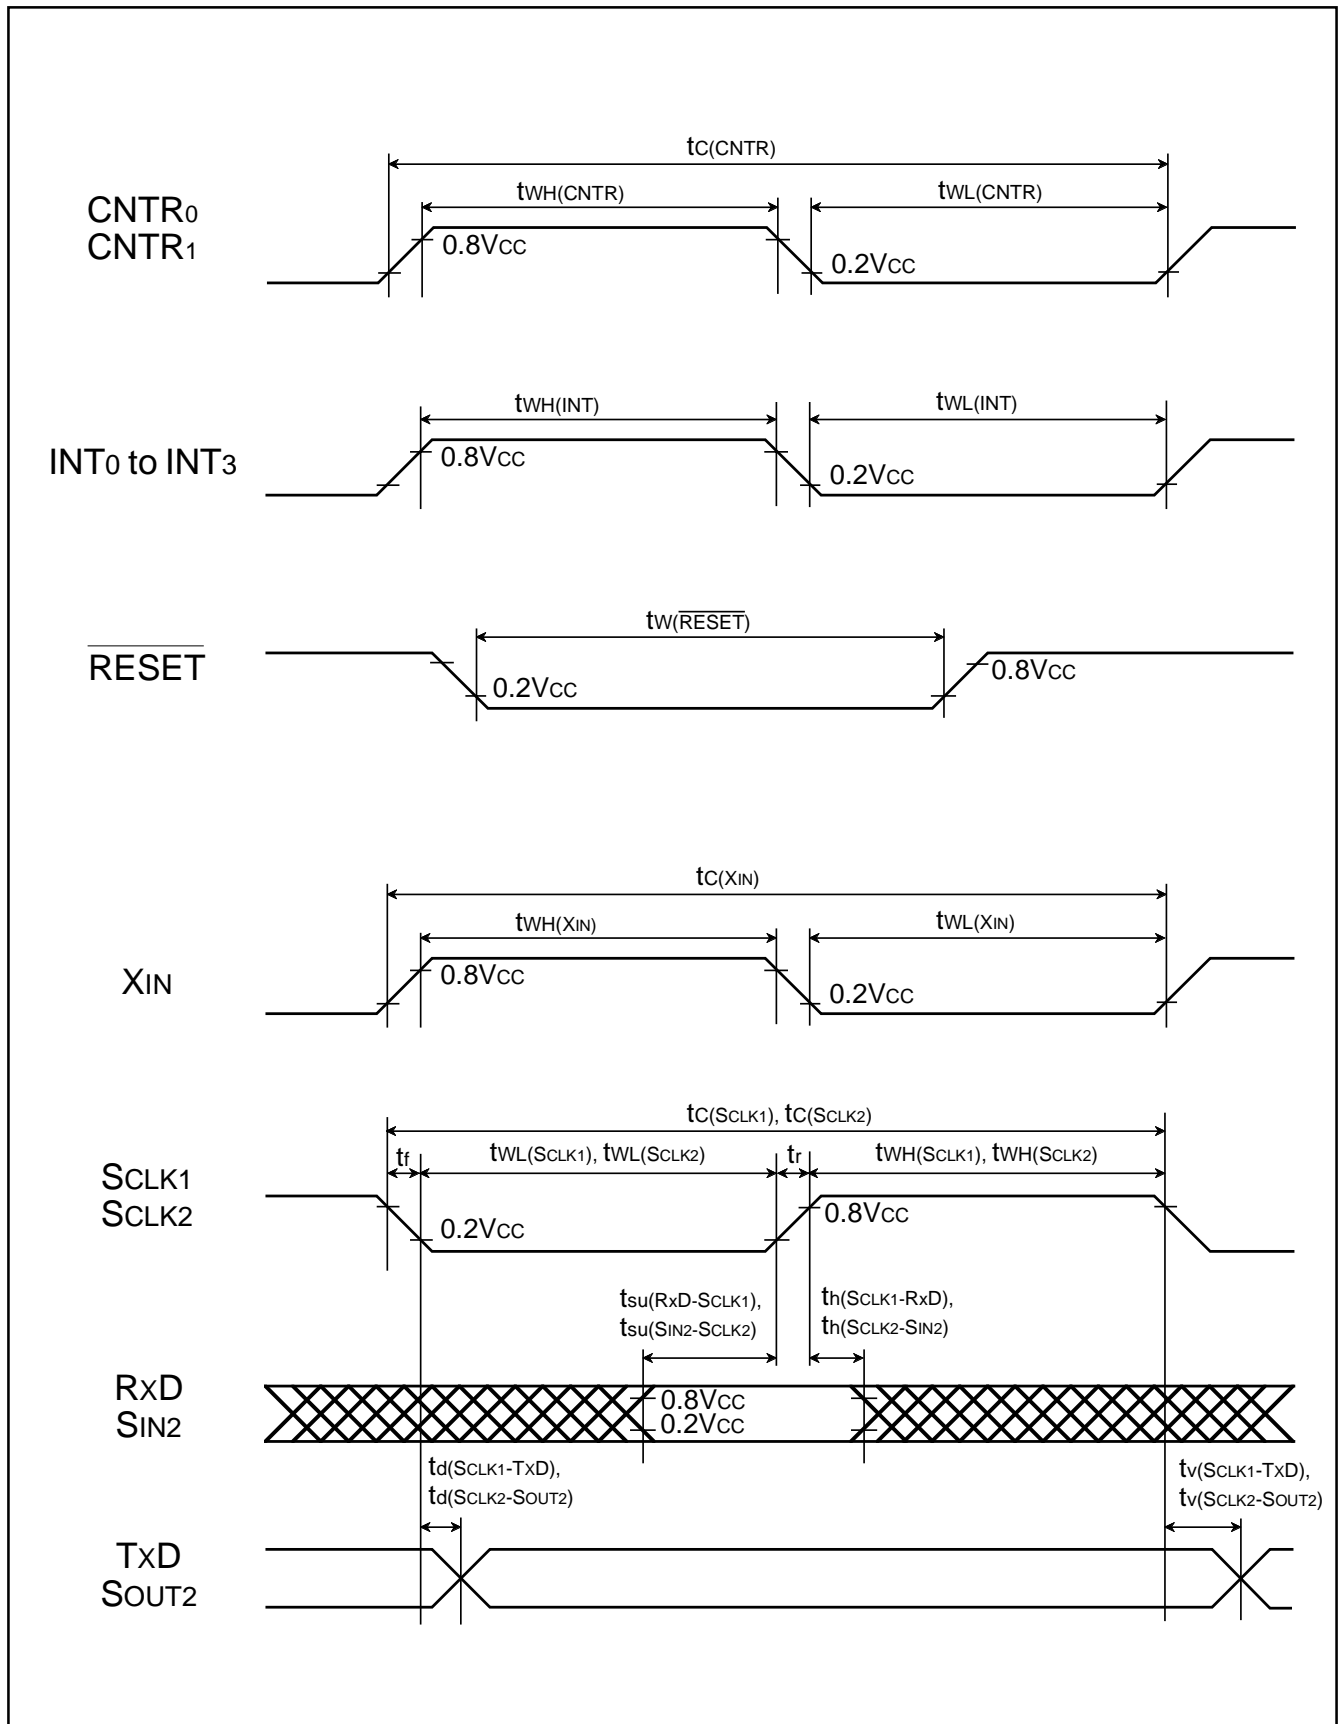 tC(CNTR)
tWH(CNTR)
tWL(CNTR)
CNTR0
CNTR1
0.8VCC
0.2VCC
tWH(INT)
tWL(INT)
INT0 to INT3
0.8VCC
0.2VCC
tW(RESET)
RESET
0.2VCC
0.8VCC
tC(XIN)
tWH(XIN)
tWL(XIN)
XIN
0.8VCC
0.2VCC
tC(SCLK1), tC(SCLK2)
tf
tWL(SCLK1), tWL(SCLK2)
tr
tWH(SCLK1), tWH(SCLK2)
SCLK1
SCLK2
0.2VCC
0.8VCC
tsu(RxD-SCLK1),
tsu(SIN2-SCLK2)
th(SCLK1-RxD),
th(SCLK2-SIN2)
RXD
SIN2
0.8VCC
0.2VCC
td(SCLK1-TXD),
td(SCLK2-SOUT2)
tv(SCLK1-TXD),
tv(SCLK2-SOUT2)
TXD
SOUT2